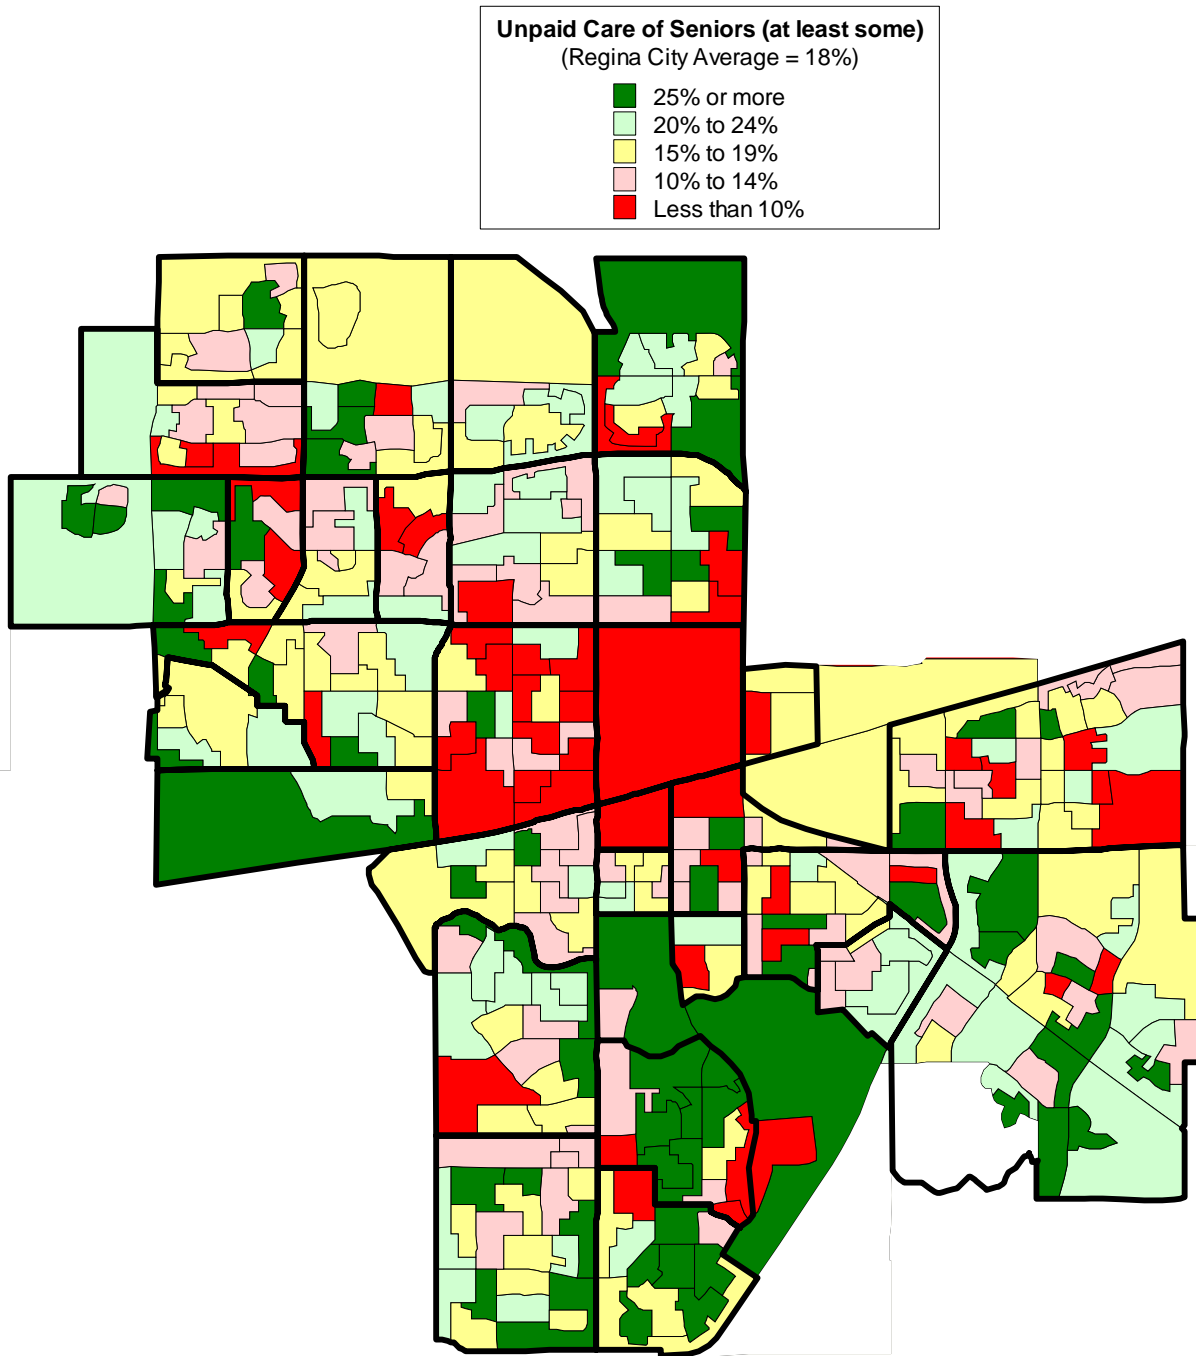 Unpaid Care of Seniors (at least some)
(Regina City Average = 18%)
25% or more
20% to 24%
15% to 19%
10% to 14%
Less than 10%